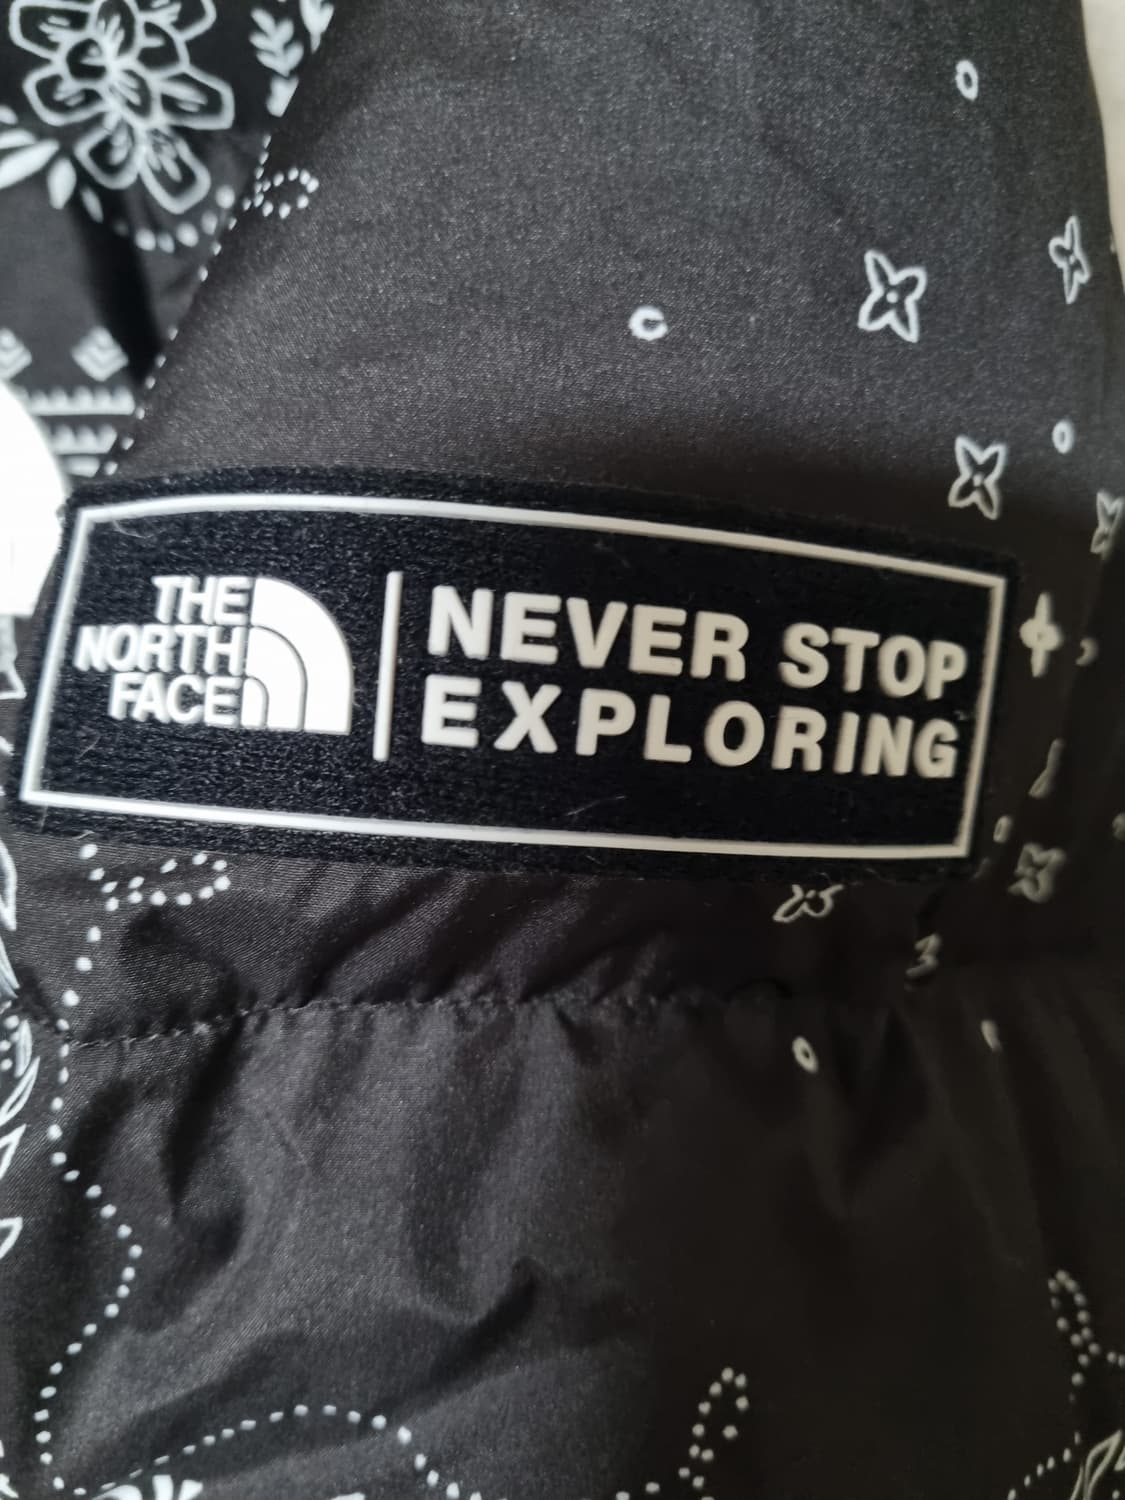 THE
NORTH
FACE
NEVER STOP
EXPLORING